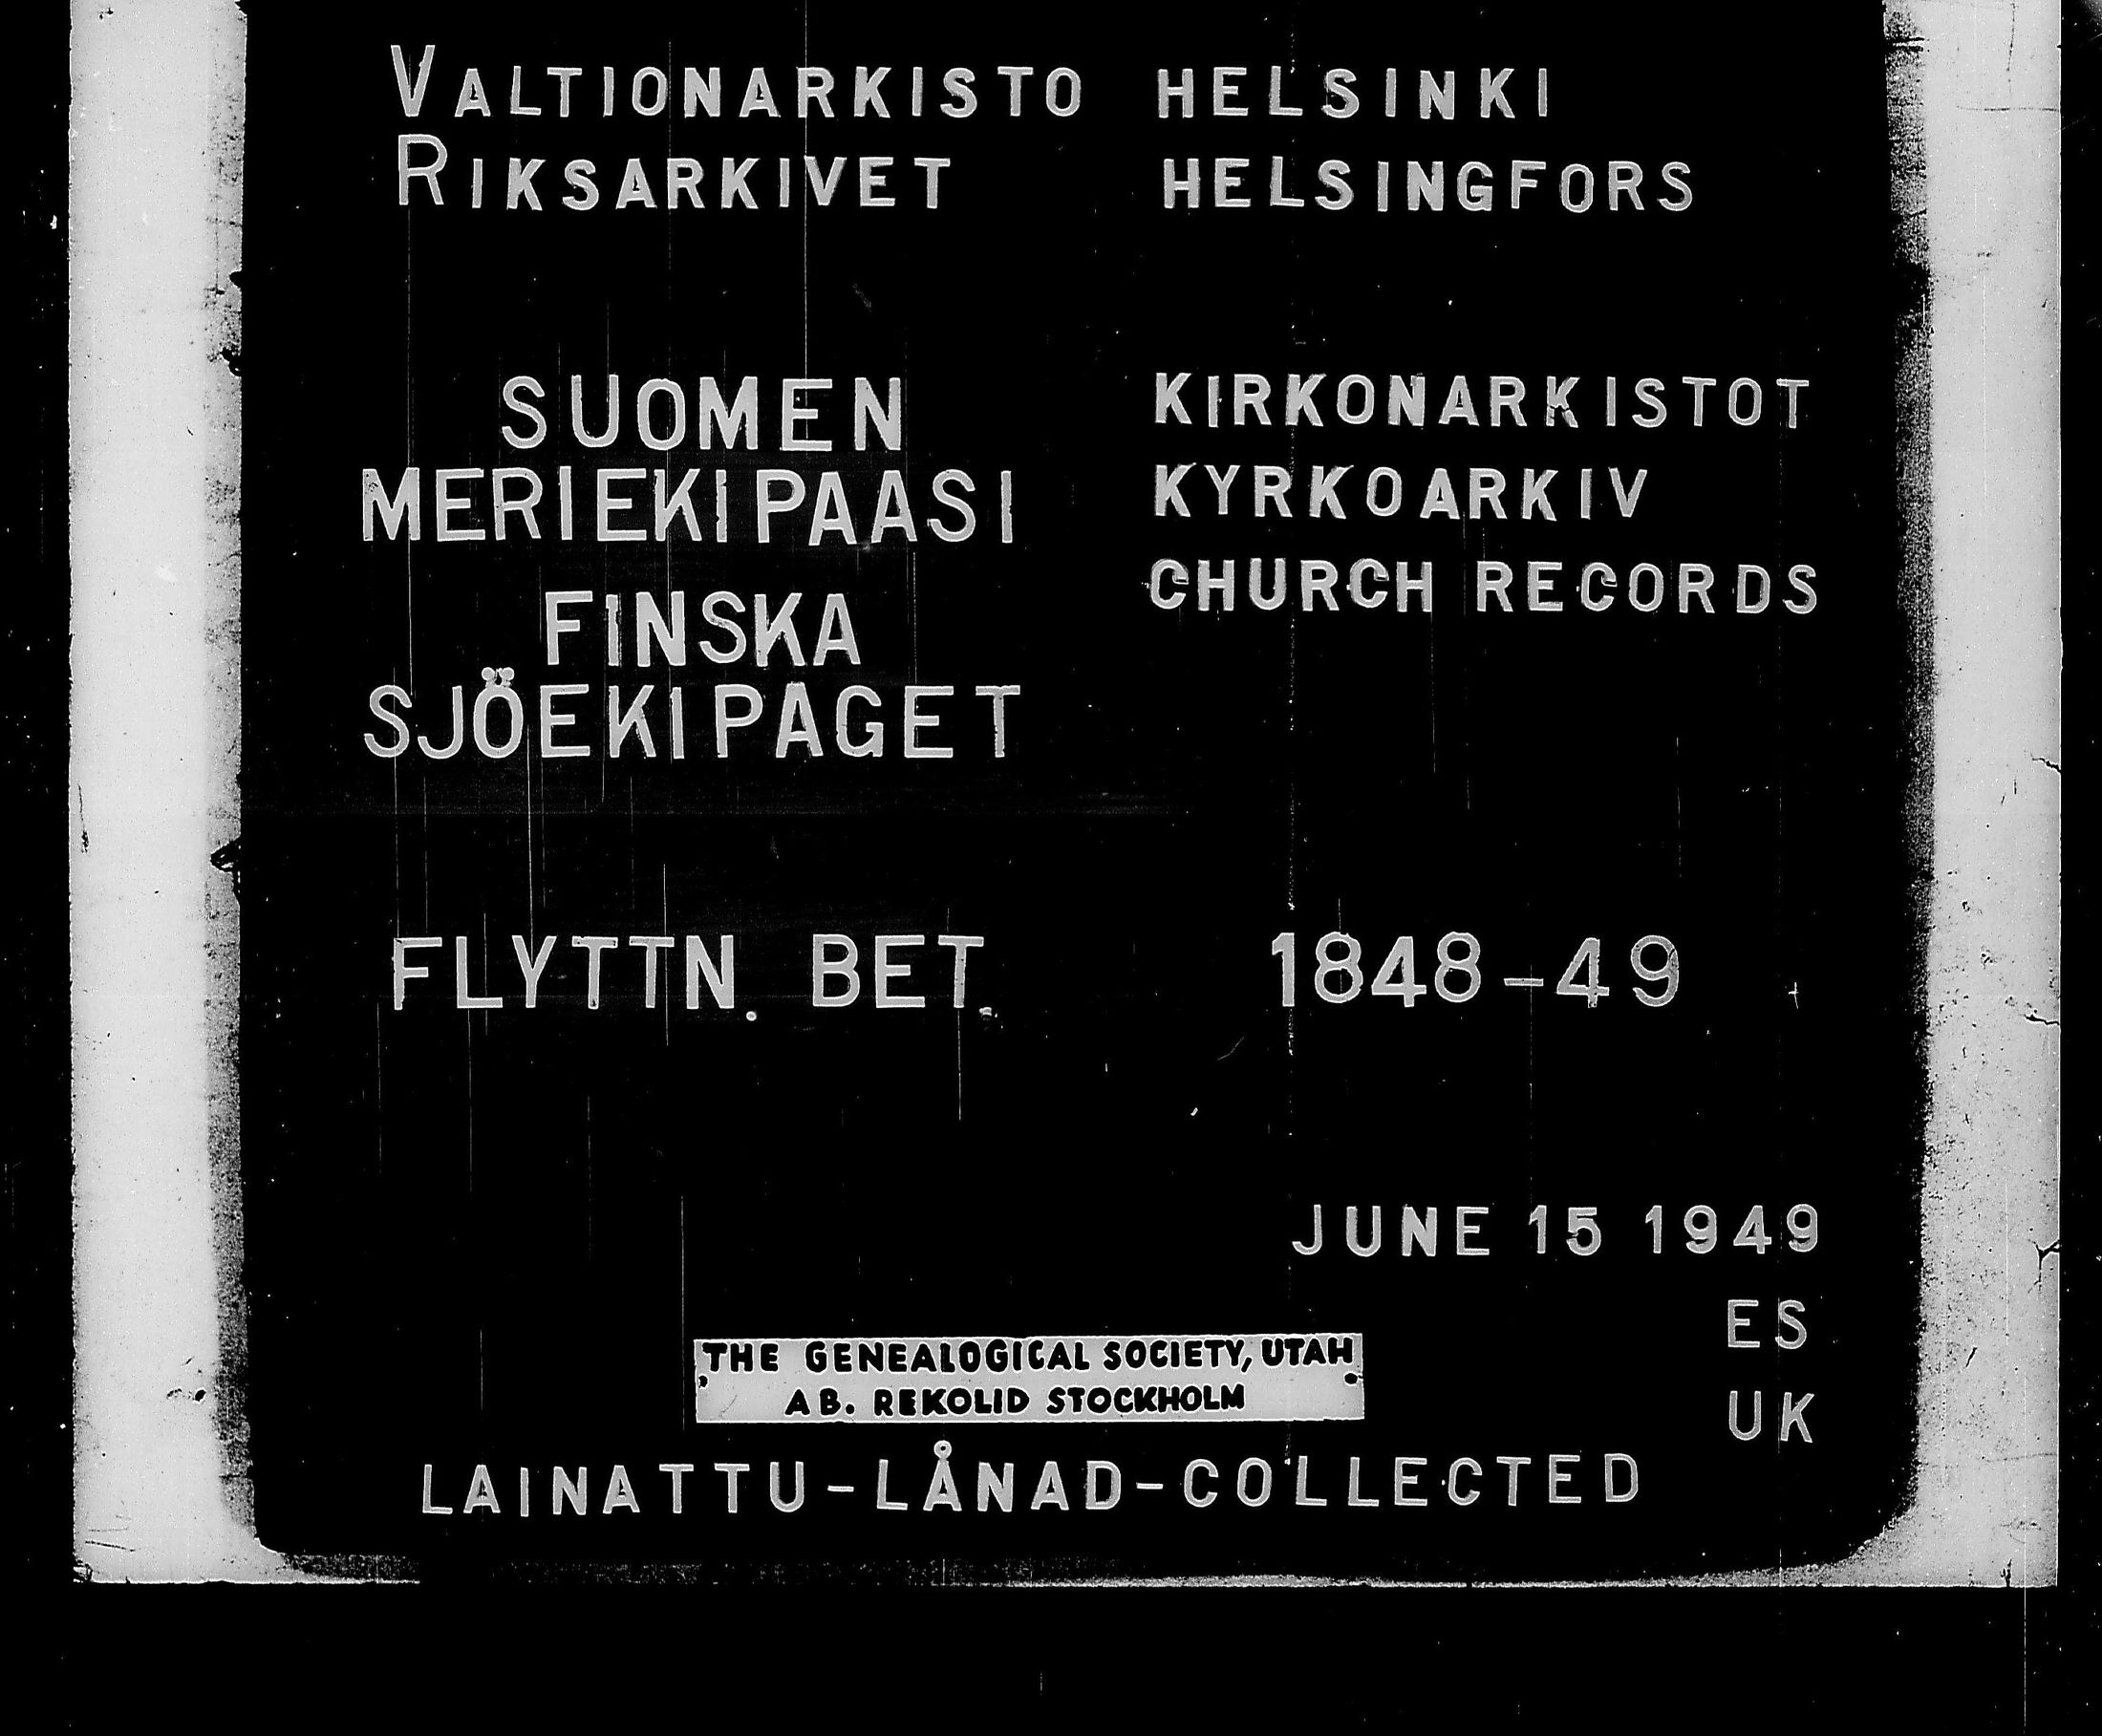 VALTIONARKISTO HELSINKI
RIKSARKIVET HELSINGFORS
SUOMEN
MERIEKIPAASI
FINSKA
SJÖEKIPAGET
KIRKONARKISTOT
KYRKOARKIV
CHURCH RECORDS
FLYTTN. BET. 1848-49
JUNE 15 1949
ES
UK
THE GENEALOGICAL SOCIETY, UTAH
AB. REKOLID STOCKHOLM
LAINATTU-LÅNAD-COLLECTED